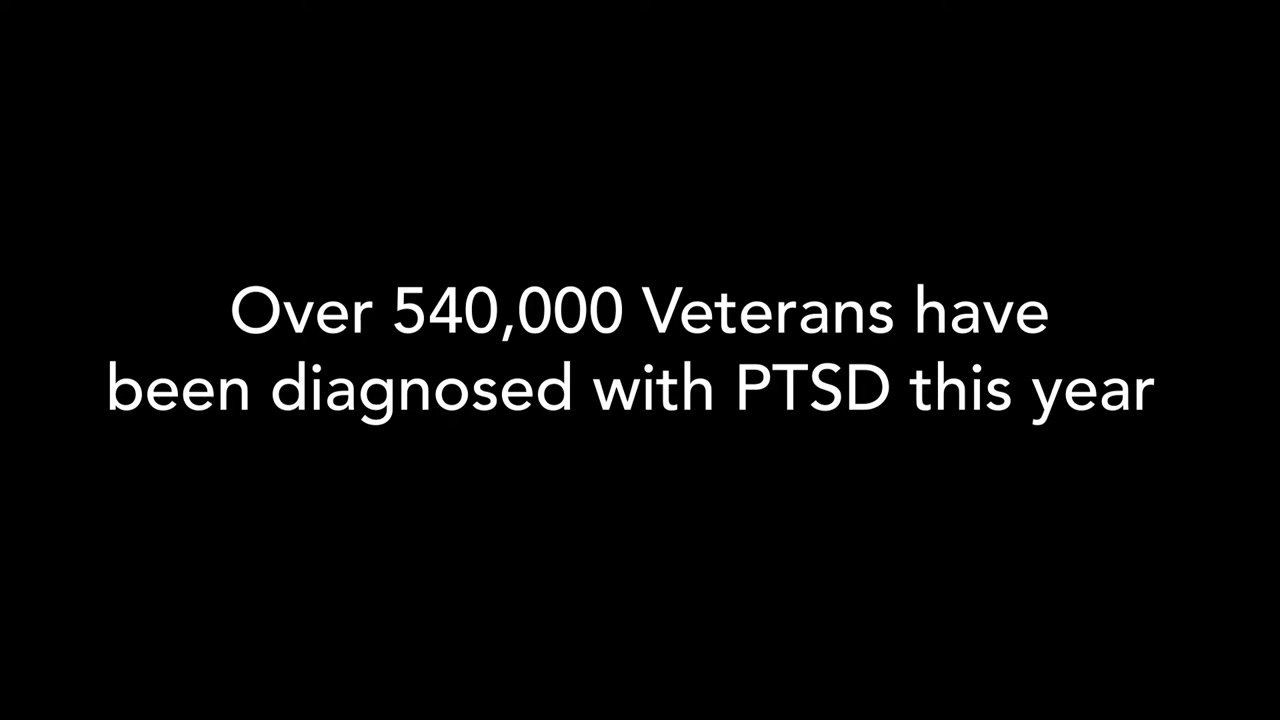 Over 540,000 Veterans have
been diagnosed with PTSD this year